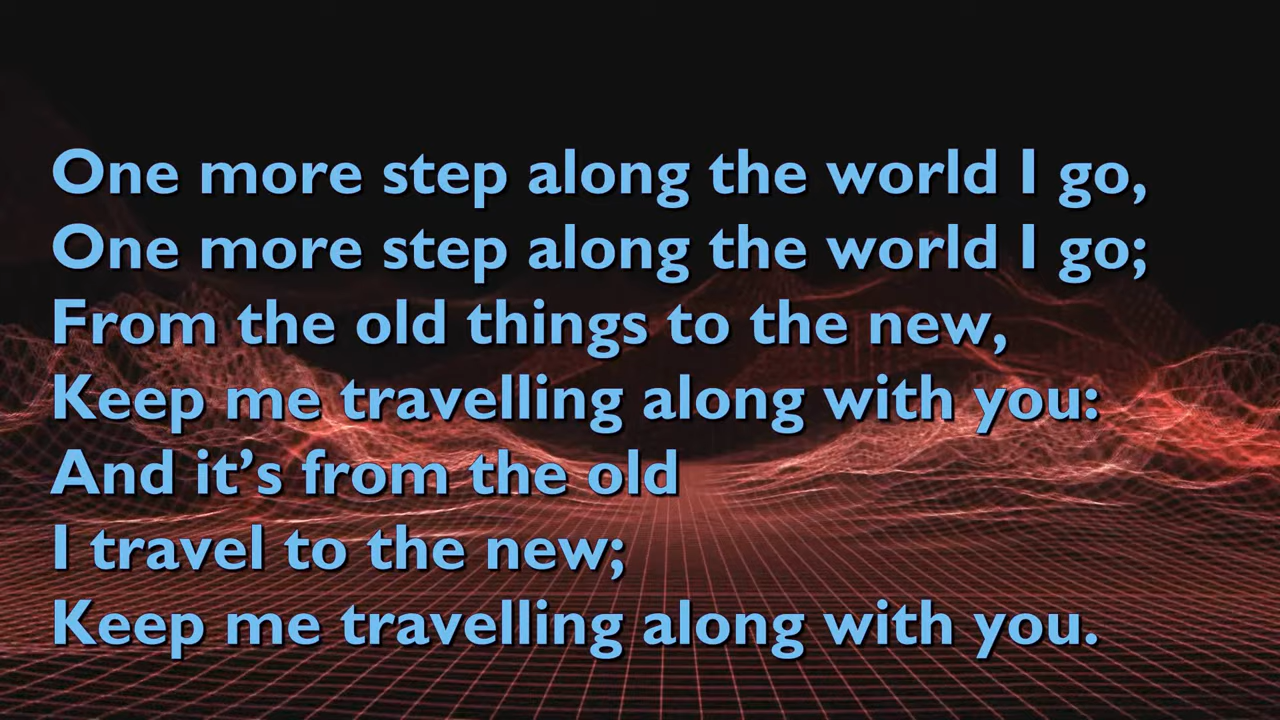 One more step along the world I go,
One more step along the world I go;
From the old things to the new,
Keep me travelling along with you:
And it’s from the old
I travel to the new;
Keep me travelling along with you.